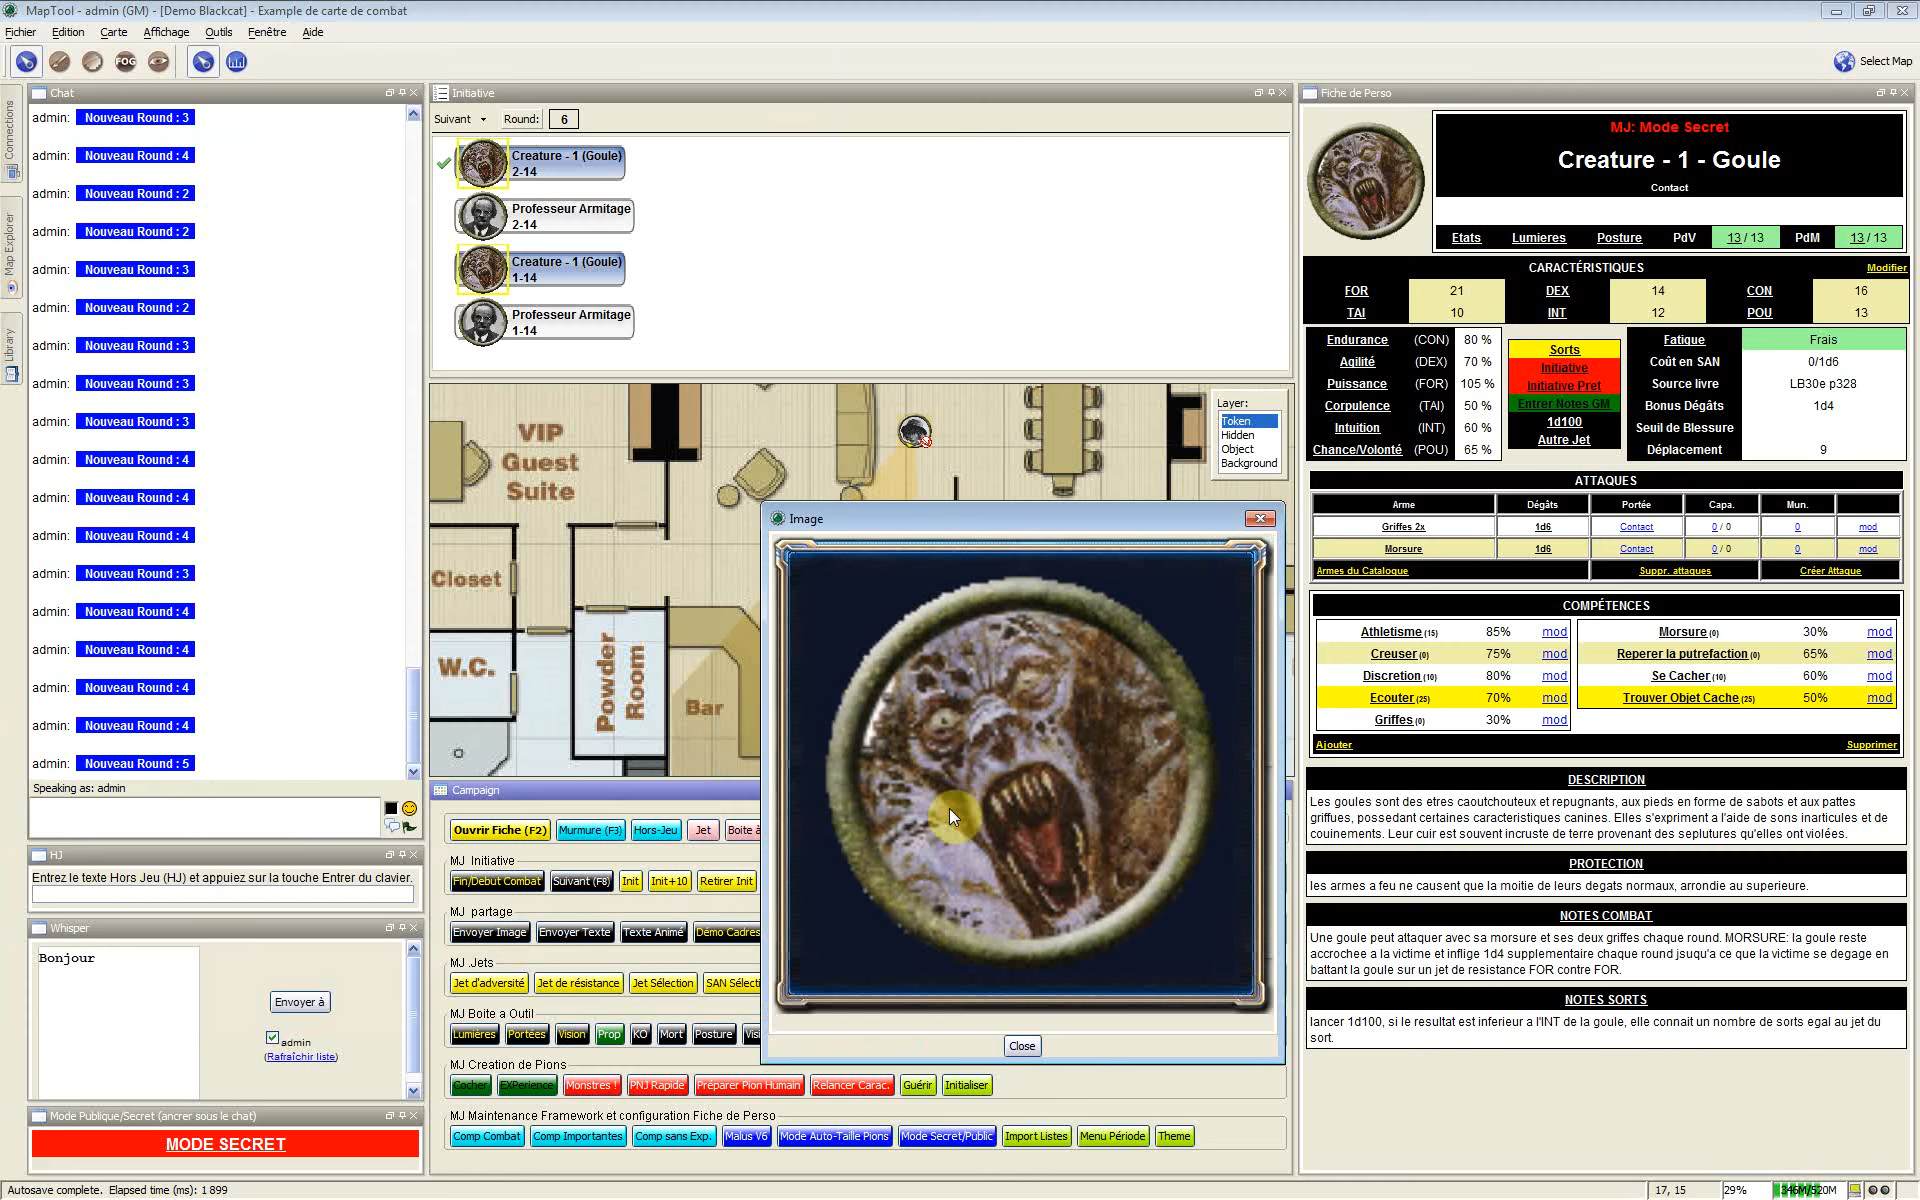 MapTool - admin (GM) - [Demo Blackcat] - Example de carte de combat
Fichier Edition Carte Affichage Outils Fenêtre Aide
FOG
Select Map
Connections
Map Explorer
Library
Chat
admin: Nouveau Round : 3
admin: Nouveau Round : 4
admin: Nouveau Round : 2
admin: Nouveau Round : 2
admin: Nouveau Round : 3
admin: Nouveau Round : 2
admin: Nouveau Round : 3
admin: Nouveau Round : 3
admin: Nouveau Round : 3
admin: Nouveau Round : 4
admin: Nouveau Round : 4
admin: Nouveau Round : 4
admin: Nouveau Round : 3
admin: Nouveau Round : 4
admin: Nouveau Round : 4
admin: Nouveau Round : 4
admin: Nouveau Round : 4
admin: Nouveau Round : 5
Speaking as: admin
HJ
Entrez le texte Hors Jeu (HJ) et appuiez sur la touche Entrer du clavier.
Whisper
Bonjour
Envoyer à
admin
(Rafraîchir liste)
Mode Publique/Secret (ancrer sous le chat)
MODE SECRET
Initiative
Suivant Round: 6
Creature - 1 (Goule)
2-14
Professeur Armitage
2-14
Creature - 1 (Goule)
1-14
Professeur Armitage
1-14
VIP
Guest
Suite
Closet
W.C.
Powder
Room
Bar
Layer:
Token
Hidden
Object
Background
Image
Close
Campaign
Ouvrir Fiche (F2) Murmure (F3) Hors-Jeu Jet Boite à
MJ Initiative
Fin/Debut Combat Suivant (F8) Init Init+10 Retirer Init
MJ partage
Envoyer Image Envoyer Texte Texte Animé Démo Cadres
MJ .Jets
Jet d'adversité Jet de résistance Jet Sélection SAN Sélecti
MJ Boite a Outil
Lumières Portées Vision Prop KO Mort Posture Visi
MJ Creation de Pions
Cocher EXPerience Monstres ! PNJ Rapide Préparer Pion Humain Relancer Carac. Guérir Initialiser
MJ Maintenance Framework et configuration Fiche de Perso
Comp Combat Comp Importantes Comp sans Exp. Malus V6 Mode Auto-Taille Pions Mode Secret/Public Import Listes Menu Période Theme
Fiche de Perso
MJ: Mode Secret
Creature - 1 - Goule
Contact
Etats Lumieres Posture PdV 13 / 13 PdM 13 / 13
CARACTÉRISTIQUES Modifier
FOR 21 DEX 14 CON 16
TAI 10 INT 12 POU 13
Endurance (CON) 80 %
Agilité (DEX) 70 %
Puissance (FOR) 105 %
Corpulence (TAI) 50 %
Intuition (INT) 60 %
Chance/Volonté (POU) 65 %
Sorts
Initiative
Initiative Pret
Entrer Notes GM
1d100
Autre Jet
Fatigue Frais
Coût en SAN 0/1d6
Source livre LB30e p328
Bonus Dégâts 1d4
Seuil de Blessure
Déplacement 9
ATTAQUES
Arme Dégâts Portée Capa. Mun.
Griffes 2x 1d6 Contact 0 / 0 0 mod
Morsure 1d6 Contact 0 / 0 0 mod
Armes du Catalogue Suppr. attaques Créer Attaque
COMPÉTENCES
Athletisme (15) 85% mod Morsure (0) 30% mod
Creuser (0) 75% mod Reperer la putrefaction (0) 65% mod
Discretion (10) 80% mod Se Cacher (10) 60% mod
Ecouter (25) 70% mod Trouver Objet Cache (25) 50% mod
Griffes (0) 30% mod
Ajouter Supprimer
DESCRIPTION
Les goules sont des etres caoutchouteux et repugnants, aux pieds en forme de sabots et aux pattes
griffues, possedant certaines caracteristiques canines. Elles s'expriment a l'aide de sons inarticules et de
couinements. Leur cuir est souvent incruste de terre provenant des seplutures qu'elles ont violées.
PROTECTION
les armes a feu ne causent que la moitie de leurs degats normaux, arrondie au superieure.
NOTES COMBAT
Une goule peut attaquer avec sa morsure et ses deux griffes chaque round. MORSURE: la goule reste
accrochee a la victime et inflige 1d4 supplementaire chaque round jsuqu'a ce que la victime se degage en
battant la goule sur un jet de resistance FOR contre FOR.
NOTES SORTS
lancer 1d100, si le resultat est inferieur a l'INT de la goule, elle connait un nombre de sorts egal au jet du
sort.
Autosave complete. Elapsed time (ms): 1 899
17, 15 29% 346M/520M